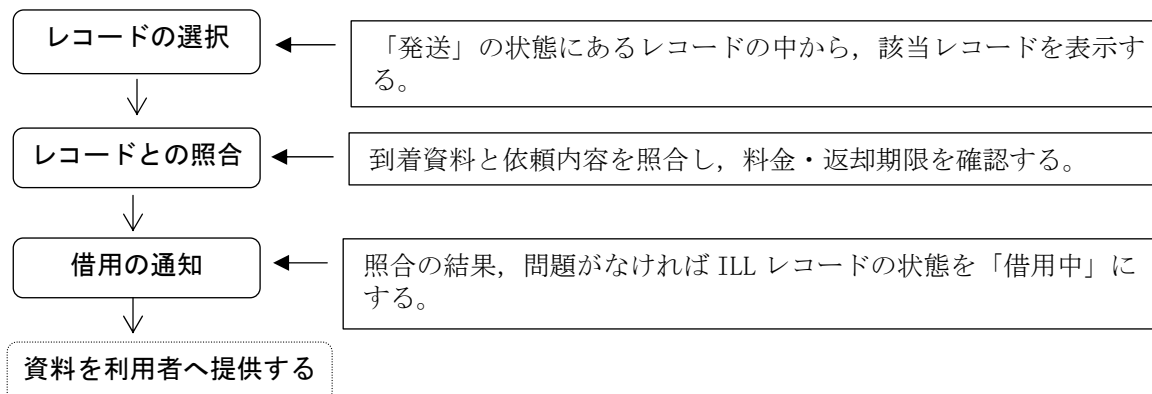 レコードの選択
「発送」の状態にあるレコードの中から，該当レコードを表示す
る。
レコードとの照合
到着資料と依頼内容を照合し，料金・返却期限を確認する。
借用の通知
照合の結果，問題がなければ ILL レコードの状態を「借用中」に
する。
資料を利用者へ提供する